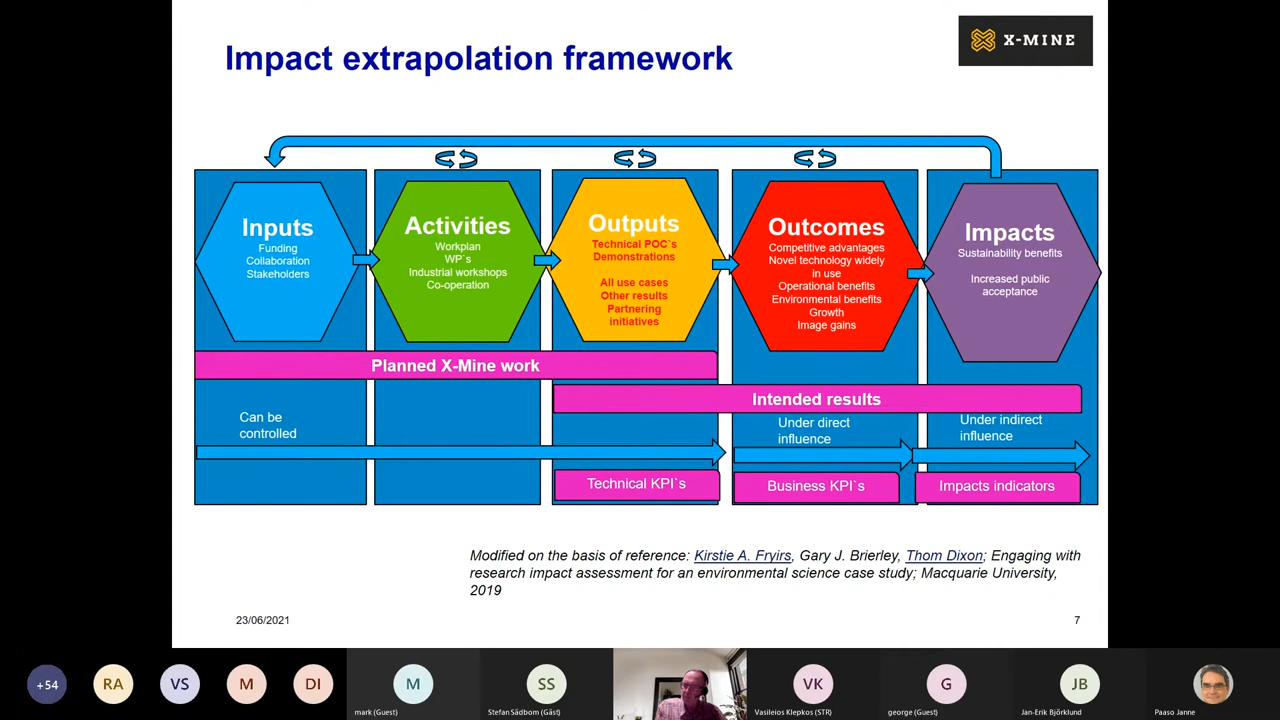 Impact extrapolation framework
X-MINE
Inputs
Funding
Collaboration
Stakeholders
Activities
Workplan
WP`s
Industrial workshops
Co-operation
Outputs
Technical POC`s
Demonstrations
All use cases
Other results
Partnering
initiatives
Outcomes
Competitive advantages
Novel technology widely
in use
Operational benefits
Environmental benefits
Growth
Image gains
Impacts
Sustainability benefits
Increased public
acceptance
Planned X-Mine work
Intended results
Can be
controlled
Under direct
influence
Under indirect
influence
Technical KPI`s
Business KPI`s
Impacts indicators
Modified on the basis of reference: Kirstie A. Fryirs, Gary J. Brierley, Thom Dixon; Engaging with
research impact assessment for an environmental science case study; Macquarie University,
2019
23/06/2021
7
+54
RA
VS
M
DI
M
mark (Guest)
SS
Stefan Sädbom (Gäst)
VK
Vasileios Klepkos (STR)
G
george (Guest)
JB
Jan-Erik Björklund
Paaso Janne